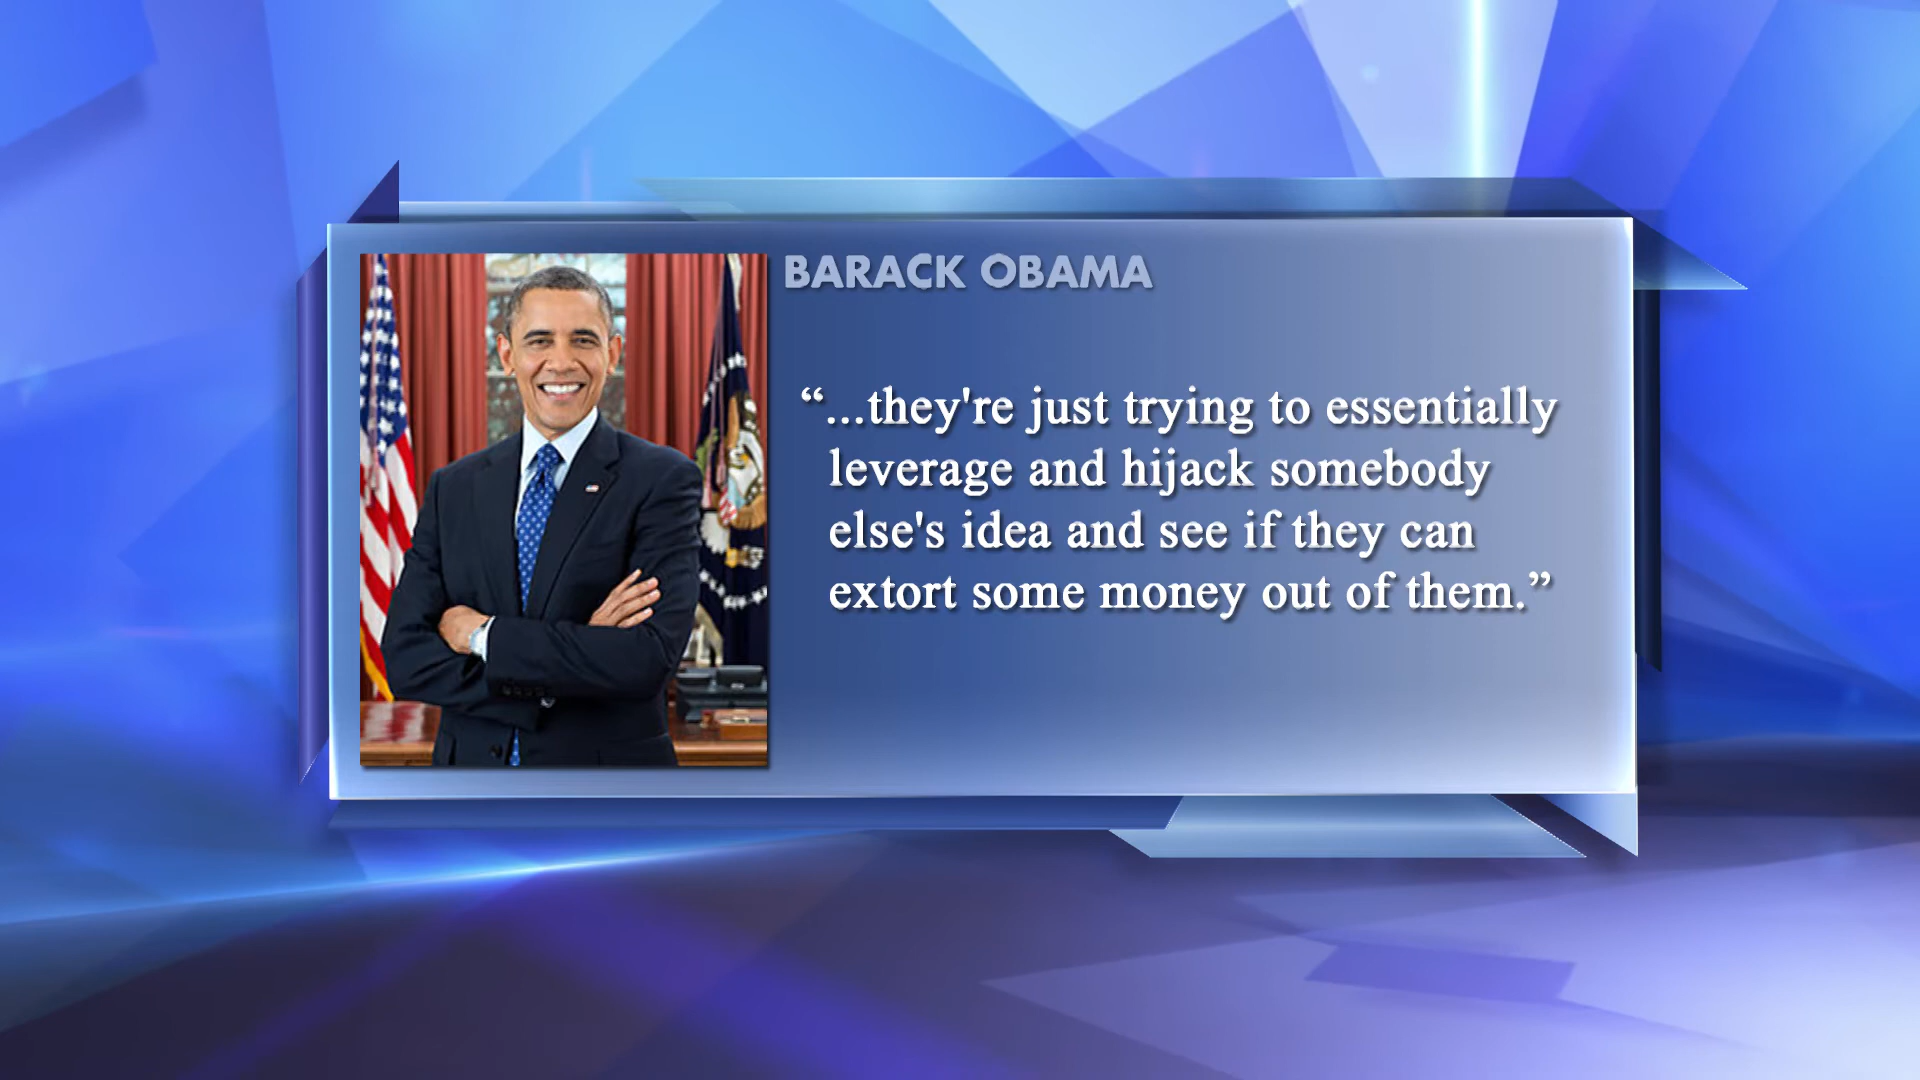 BARACK OBAMA
“...they're just trying to essentially
leverage and hijack somebody
else's idea and see if they can
extort some money out of them.”